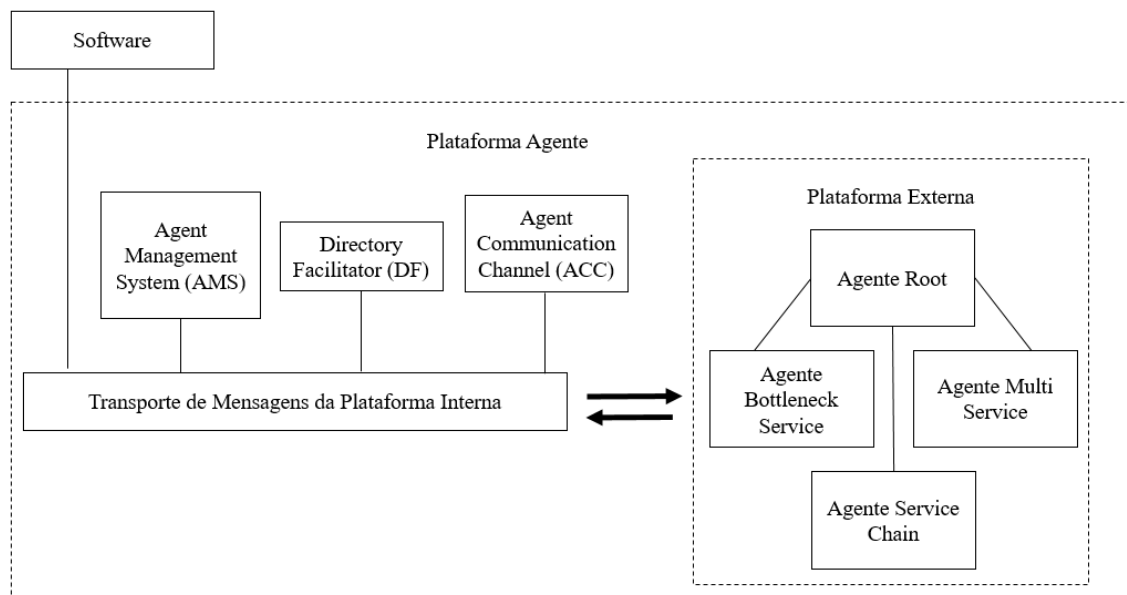 Software
Plataforma Agente
Agent
Management
System (AMS)
Directory
Facilitator (DF)
Agent
Communication
Channel (ACC)
Transporte de Mensagens da Plataforma Interna
Plataforma Externa
Agente Root
Agente
Bottleneck
Service
Agente Multi
Service
Agente Service
Chain